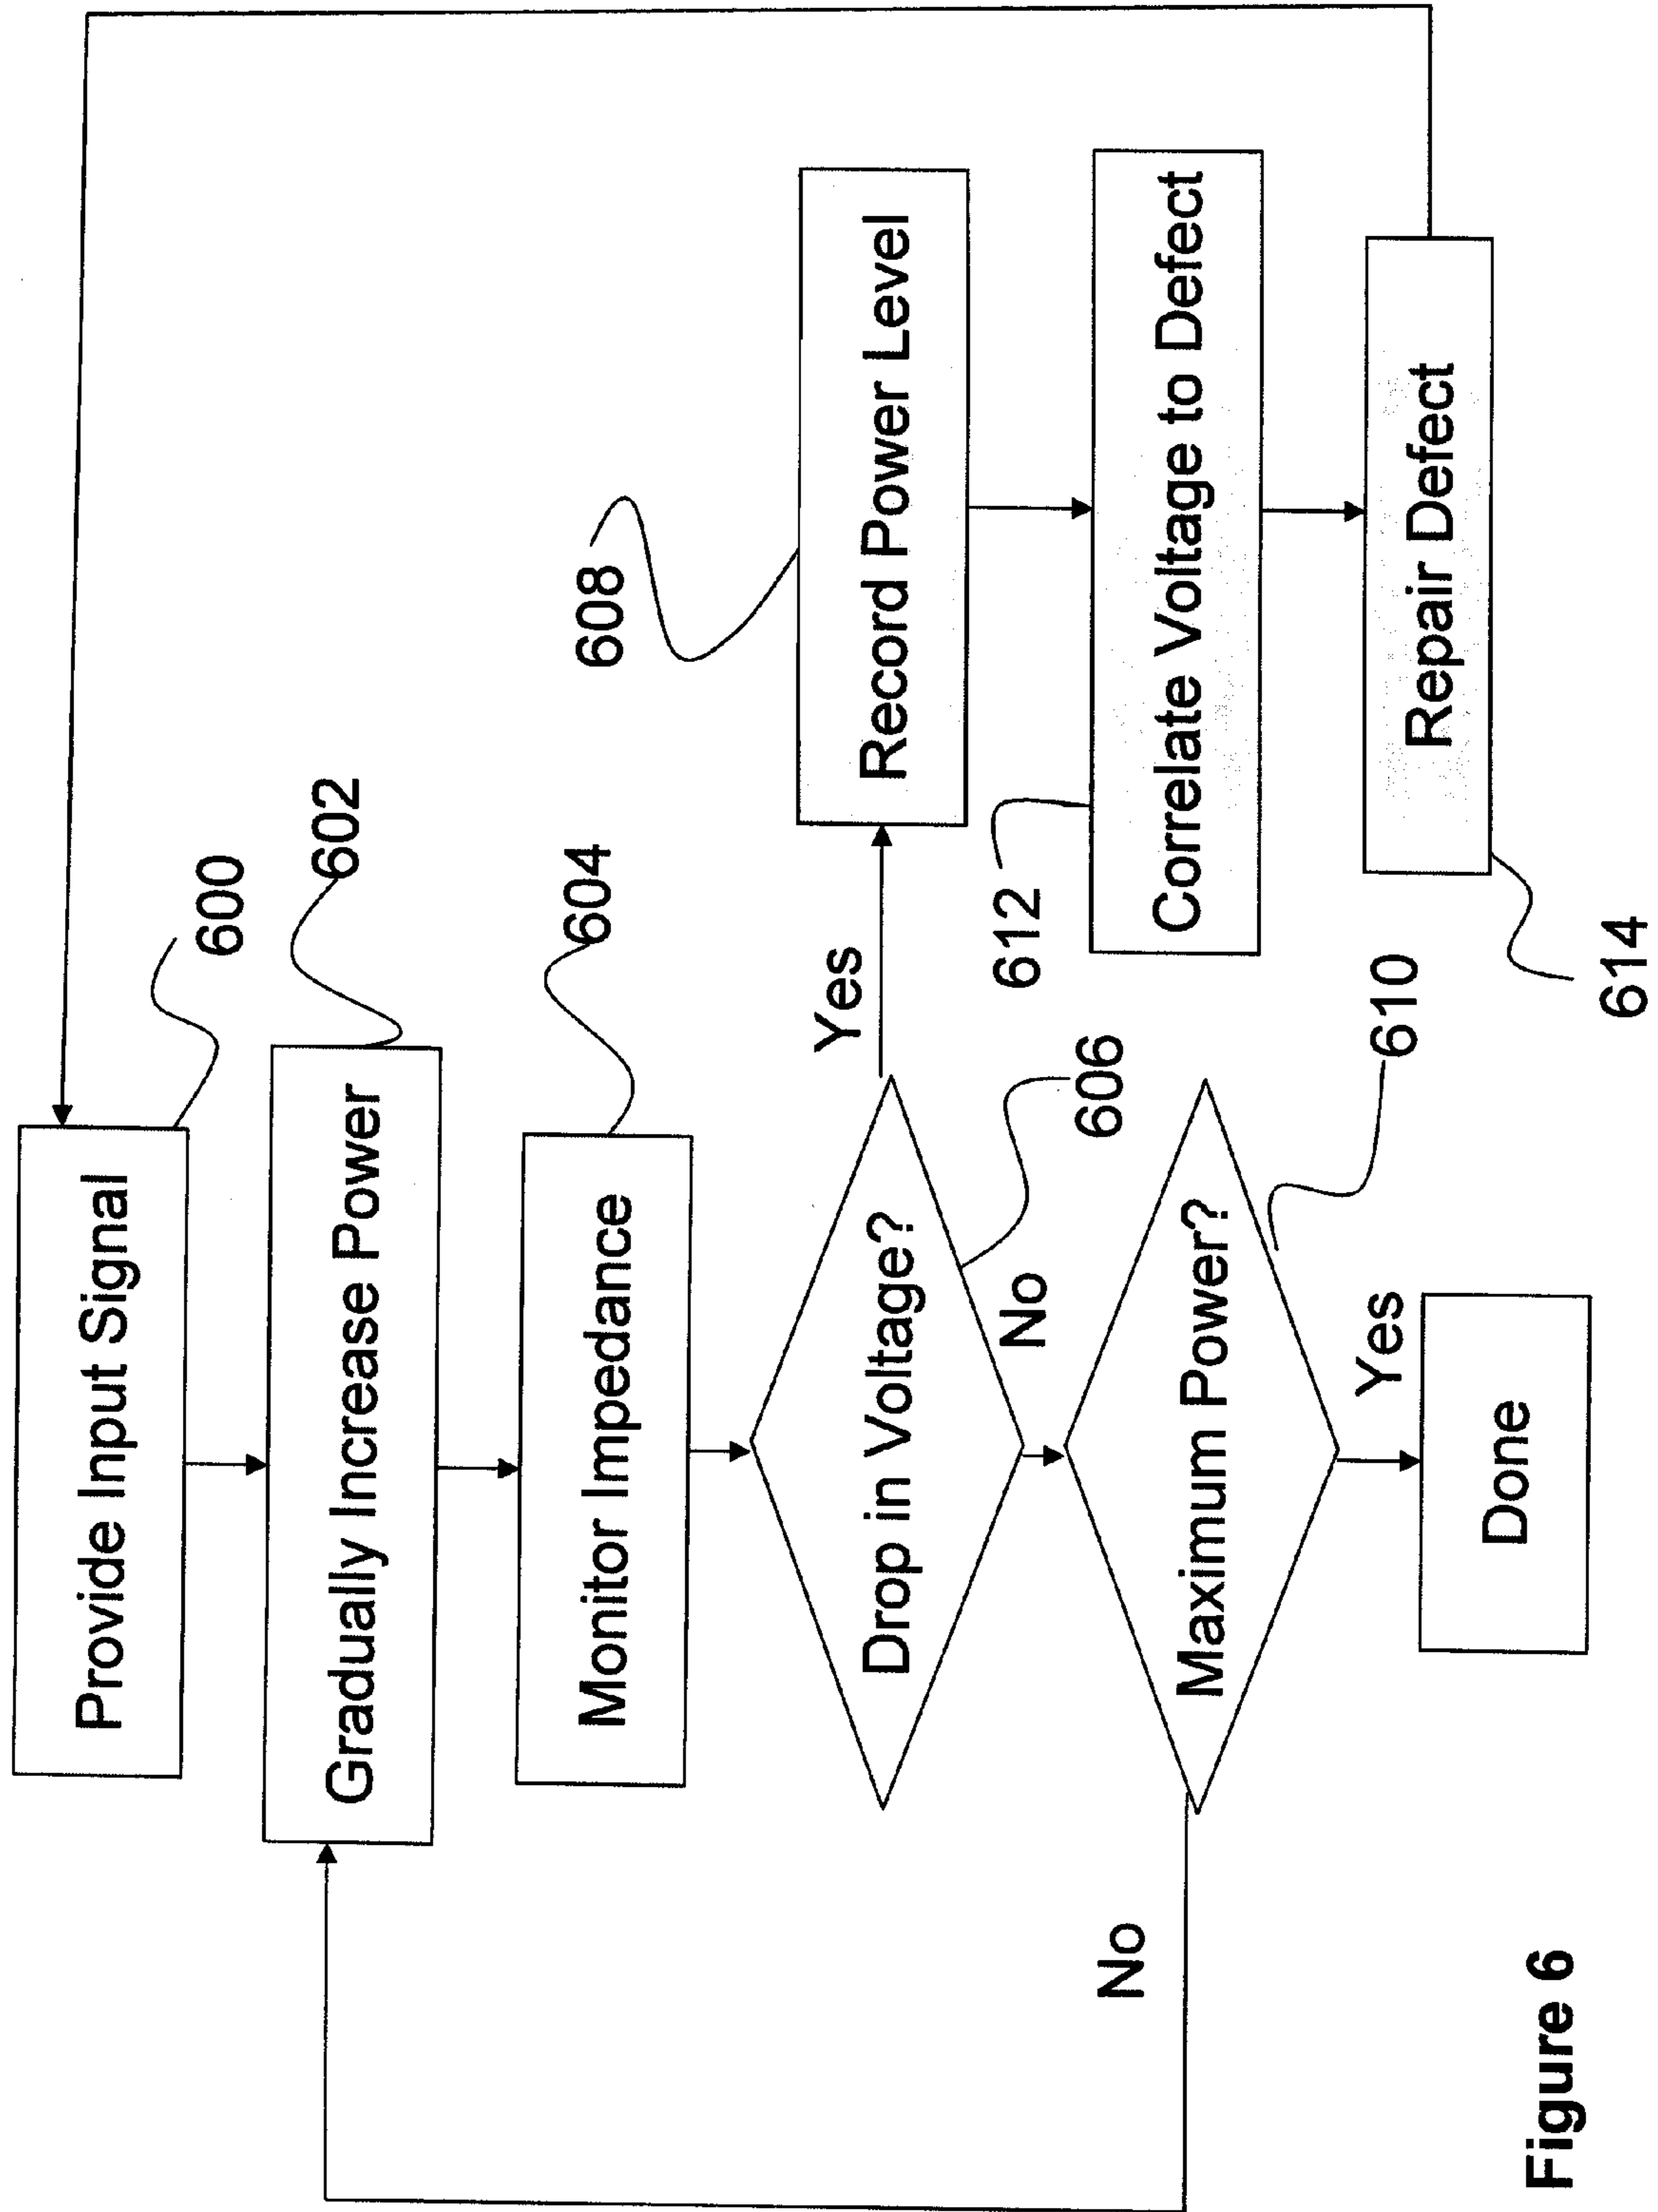 Provide Input Signal
600
Gradually Increase Power
602
Monitor Impedance
604
Drop in Voltage?
606
Yes
Record Power Level
608
No
Maximum Power?
610
No
Yes
Done
Correlate Voltage to Defect
612
Repair Defect
614
Figure 6